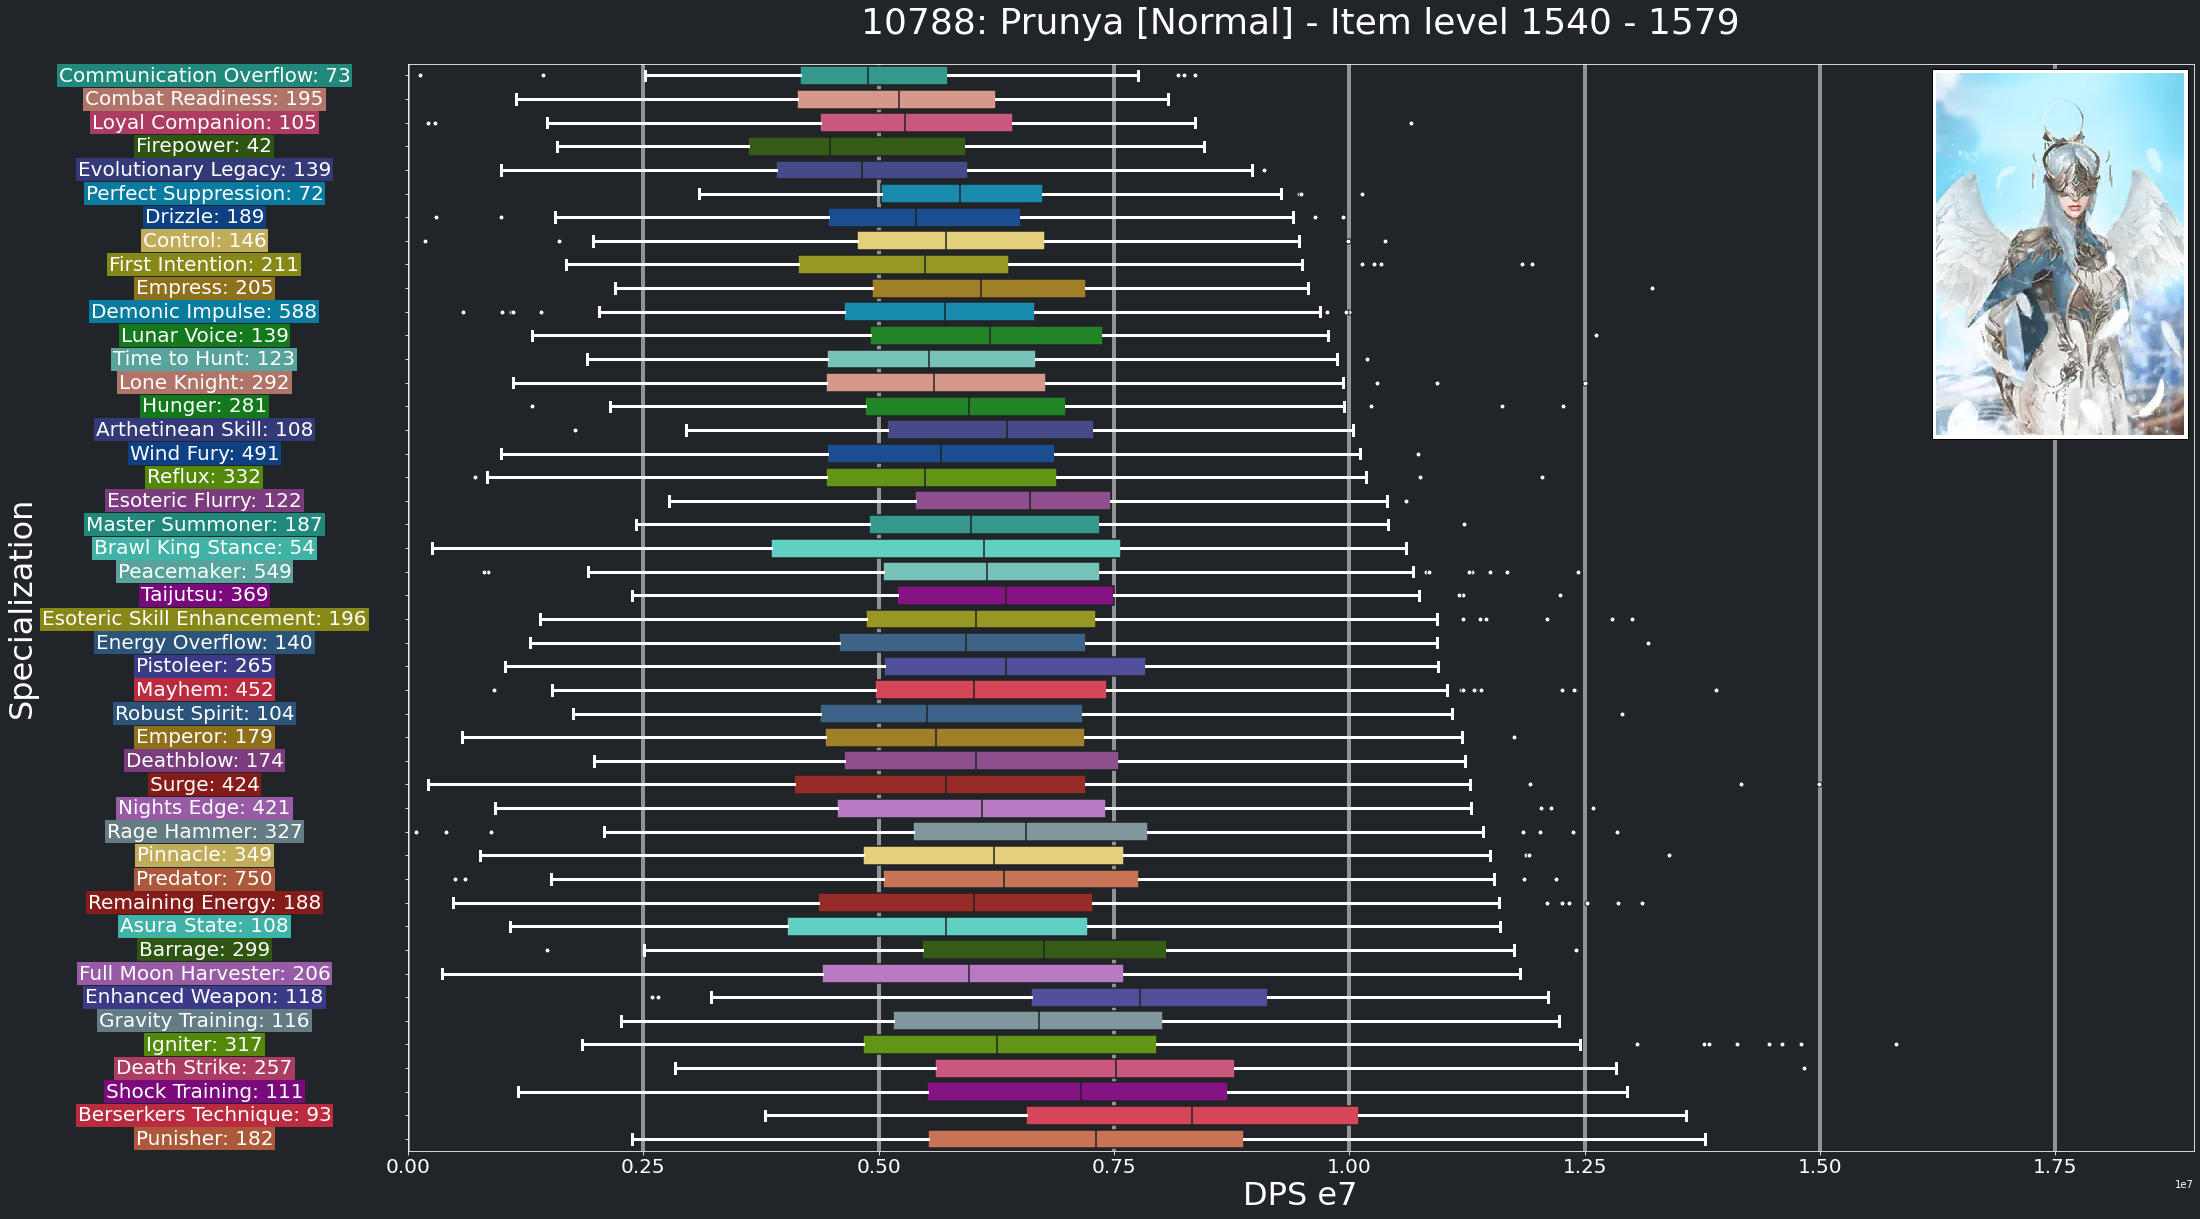 10788: Prunya [Normal] - Item level 1540 - 1579
Communication Overflow: 73
Combat Readiness: 195
Loyal Companion: 105
Firepower: 42
Evolutionary Legacy: 139
Perfect Suppression: 72
Drizzle: 189
Control: 146
First Intention: 211
Empress: 205
Demonic Impulse: 588
Lunar Voice: 139
Time to Hunt: 123
Lone Knight: 292
Hunger: 281
Arthetinean Skill: 108
Wind Fury: 491
Reflux: 332
Esoteric Flurry: 122
Master Summoner: 187
Brawl King Stance: 54
Peacemaker: 549
Taijutsu: 369
Esoteric Skill Enhancement: 196
Energy Overflow: 140
Pistoleer: 265
Mayhem: 452
Robust Spirit: 104
Emperor: 179
Deathblow: 174
Surge: 424
Nights Edge: 421
Rage Hammer: 327
Pinnacle: 349
Predator: 750
Remaining Energy: 188
Asura State: 108
Barrage: 299
Full Moon Harvester: 206
Enhanced Weapon: 118
Gravity Training: 116
Igniter: 317
Death Strike: 257
Shock Training: 111
Berserkers Technique: 93
Punisher: 182
Specialization
0.00 0.25 0.50 0.75 1.00 1.25 1.50 1.75
DPS e7
1e7